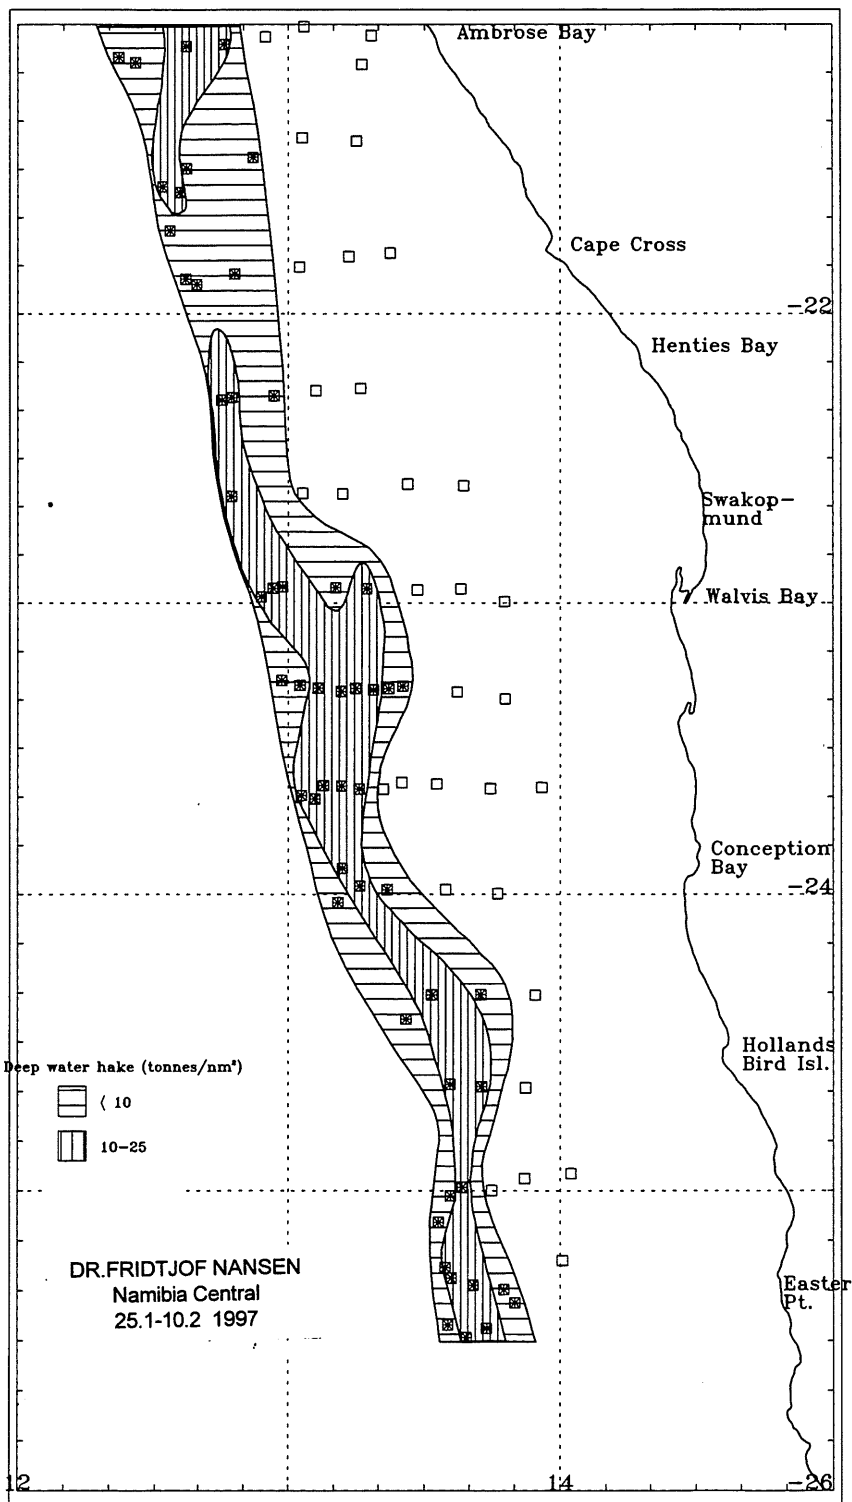 Ambrose Bay
Cape Cross
-22
Henties Bay
Swakop-
mund
Walvis Bay
Conception
Bay
-24
Hollands
Bird Isl.
Deep water hake (tonnes/nm²)
< 10
10-25
DR.FRIDTJOF NANSEN
Namibia Central
25.1-10.2 1997
Easter
Pt.
12
14
-26